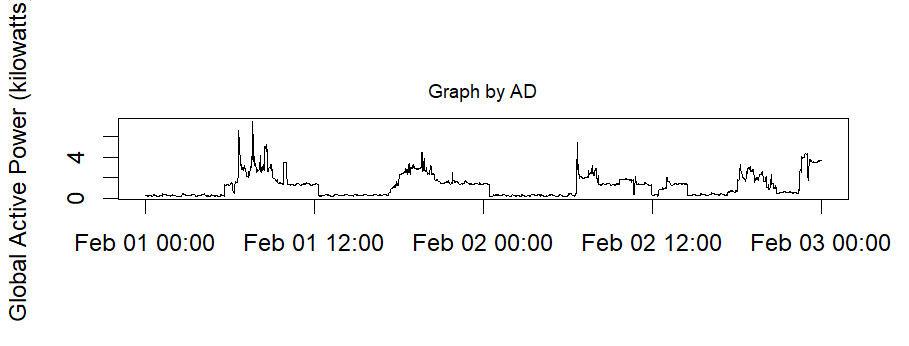 Graph by AD
Global Active Power (kilowatts
4
0
Feb 01 00:00 Feb 01 12:00 Feb 02 00:00 Feb 02 12:00 Feb 03 00:00